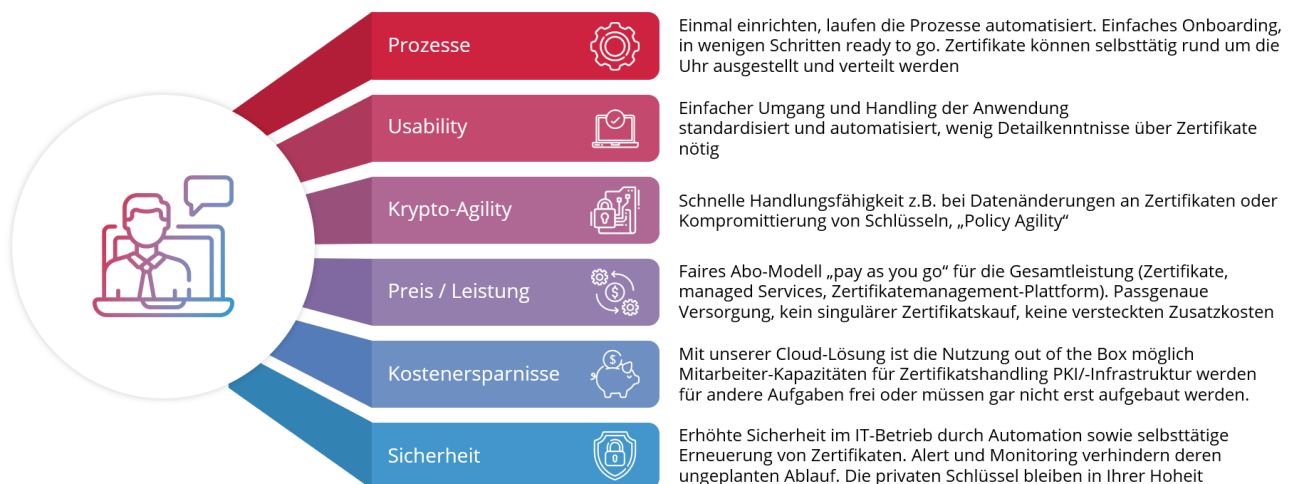 Prozesse
Einmal einrichten, laufen die Prozesse automatisiert. Einfaches Onboarding,
in wenigen Schritten ready to go. Zertifikate können selbsttätig rund um die
Uhr ausgestellt und verteilt werden
Usability
Einfacher Umgang und Handling der Anwendung
standardisiert und automatisiert, wenig Detailkenntnisse über Zertifikate
nötig
Krypto-Agility
Schnelle Handlungsfähigkeit z.B. bei Datenänderungen an Zertifikaten oder
Kompromittierung von Schlüsseln, „Policy Agility“
Preis / Leistung
Faires Abo-Modell „pay as you go“ für die Gesamtleistung (Zertifikate,
managed Services, Zertifikatemanagement-Plattform). Passgenaue
Versorgung, kein singulärer Zertifikatskauf, keine versteckten Zusatzkosten
Kostenersparnisse
Mit unserer Cloud-Lösung ist die Nutzung out of the Box möglich
Mitarbeiter-Kapazitäten für Zertifikatshandling PKI/-Infrastruktur werden
für andere Aufgaben frei oder müssen gar nicht erst aufgebaut werden.
Sicherheit
Erhöhte Sicherheit im IT-Betrieb durch Automation sowie selbsttätige
Erneuerung von Zertifikaten. Alert und Monitoring verhindern deren
ungeplanten Ablauf. Die privaten Schlüssel bleiben in Ihrer Hoheit